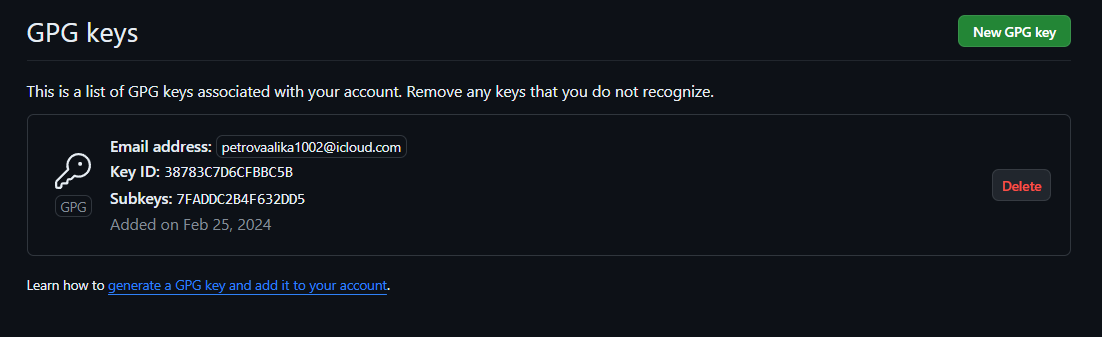 GPG keys
New GPG key
This is a list of GPG keys associated with your account. Remove any keys that you do not recognize.
Email address: petrovaalika1002@icloud.com
Key ID: 38783C7D6CFBBC5B
Subkeys: 7FADDC2B4F632DD5
Added on Feb 25, 2024
GPG
Delete
Learn how to generate a GPG key and add it to your account.